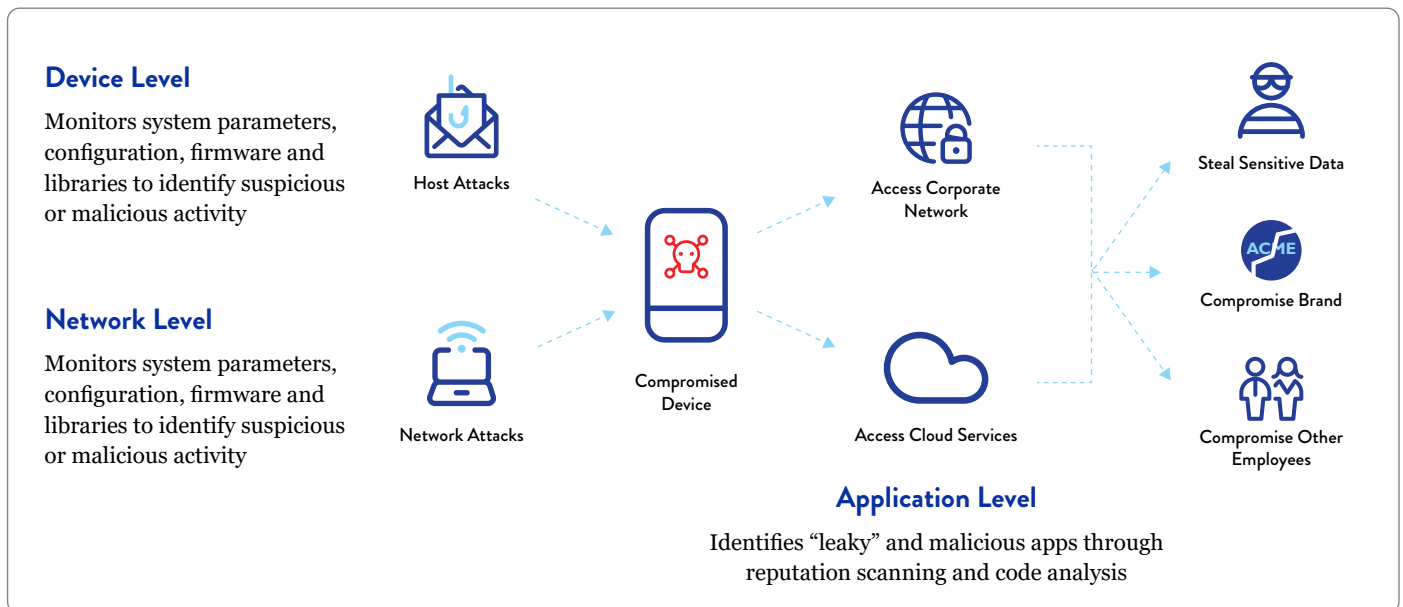 Device Level
Monitors system parameters,
configuration, firmware and
libraries to identify suspicious
or malicious activity
Host Attacks
Network Level
Monitors system parameters,
configuration, firmware and
libraries to identify suspicious
or malicious activity
Network Attacks
Compromised
Device
Access Corporate
Network
Access Cloud Services
Application Level
Identifies “leaky” and malicious apps through
reputation scanning and code analysis
Steal Sensitive Data
ACME
Compromise Brand
Compromise Other
Employees